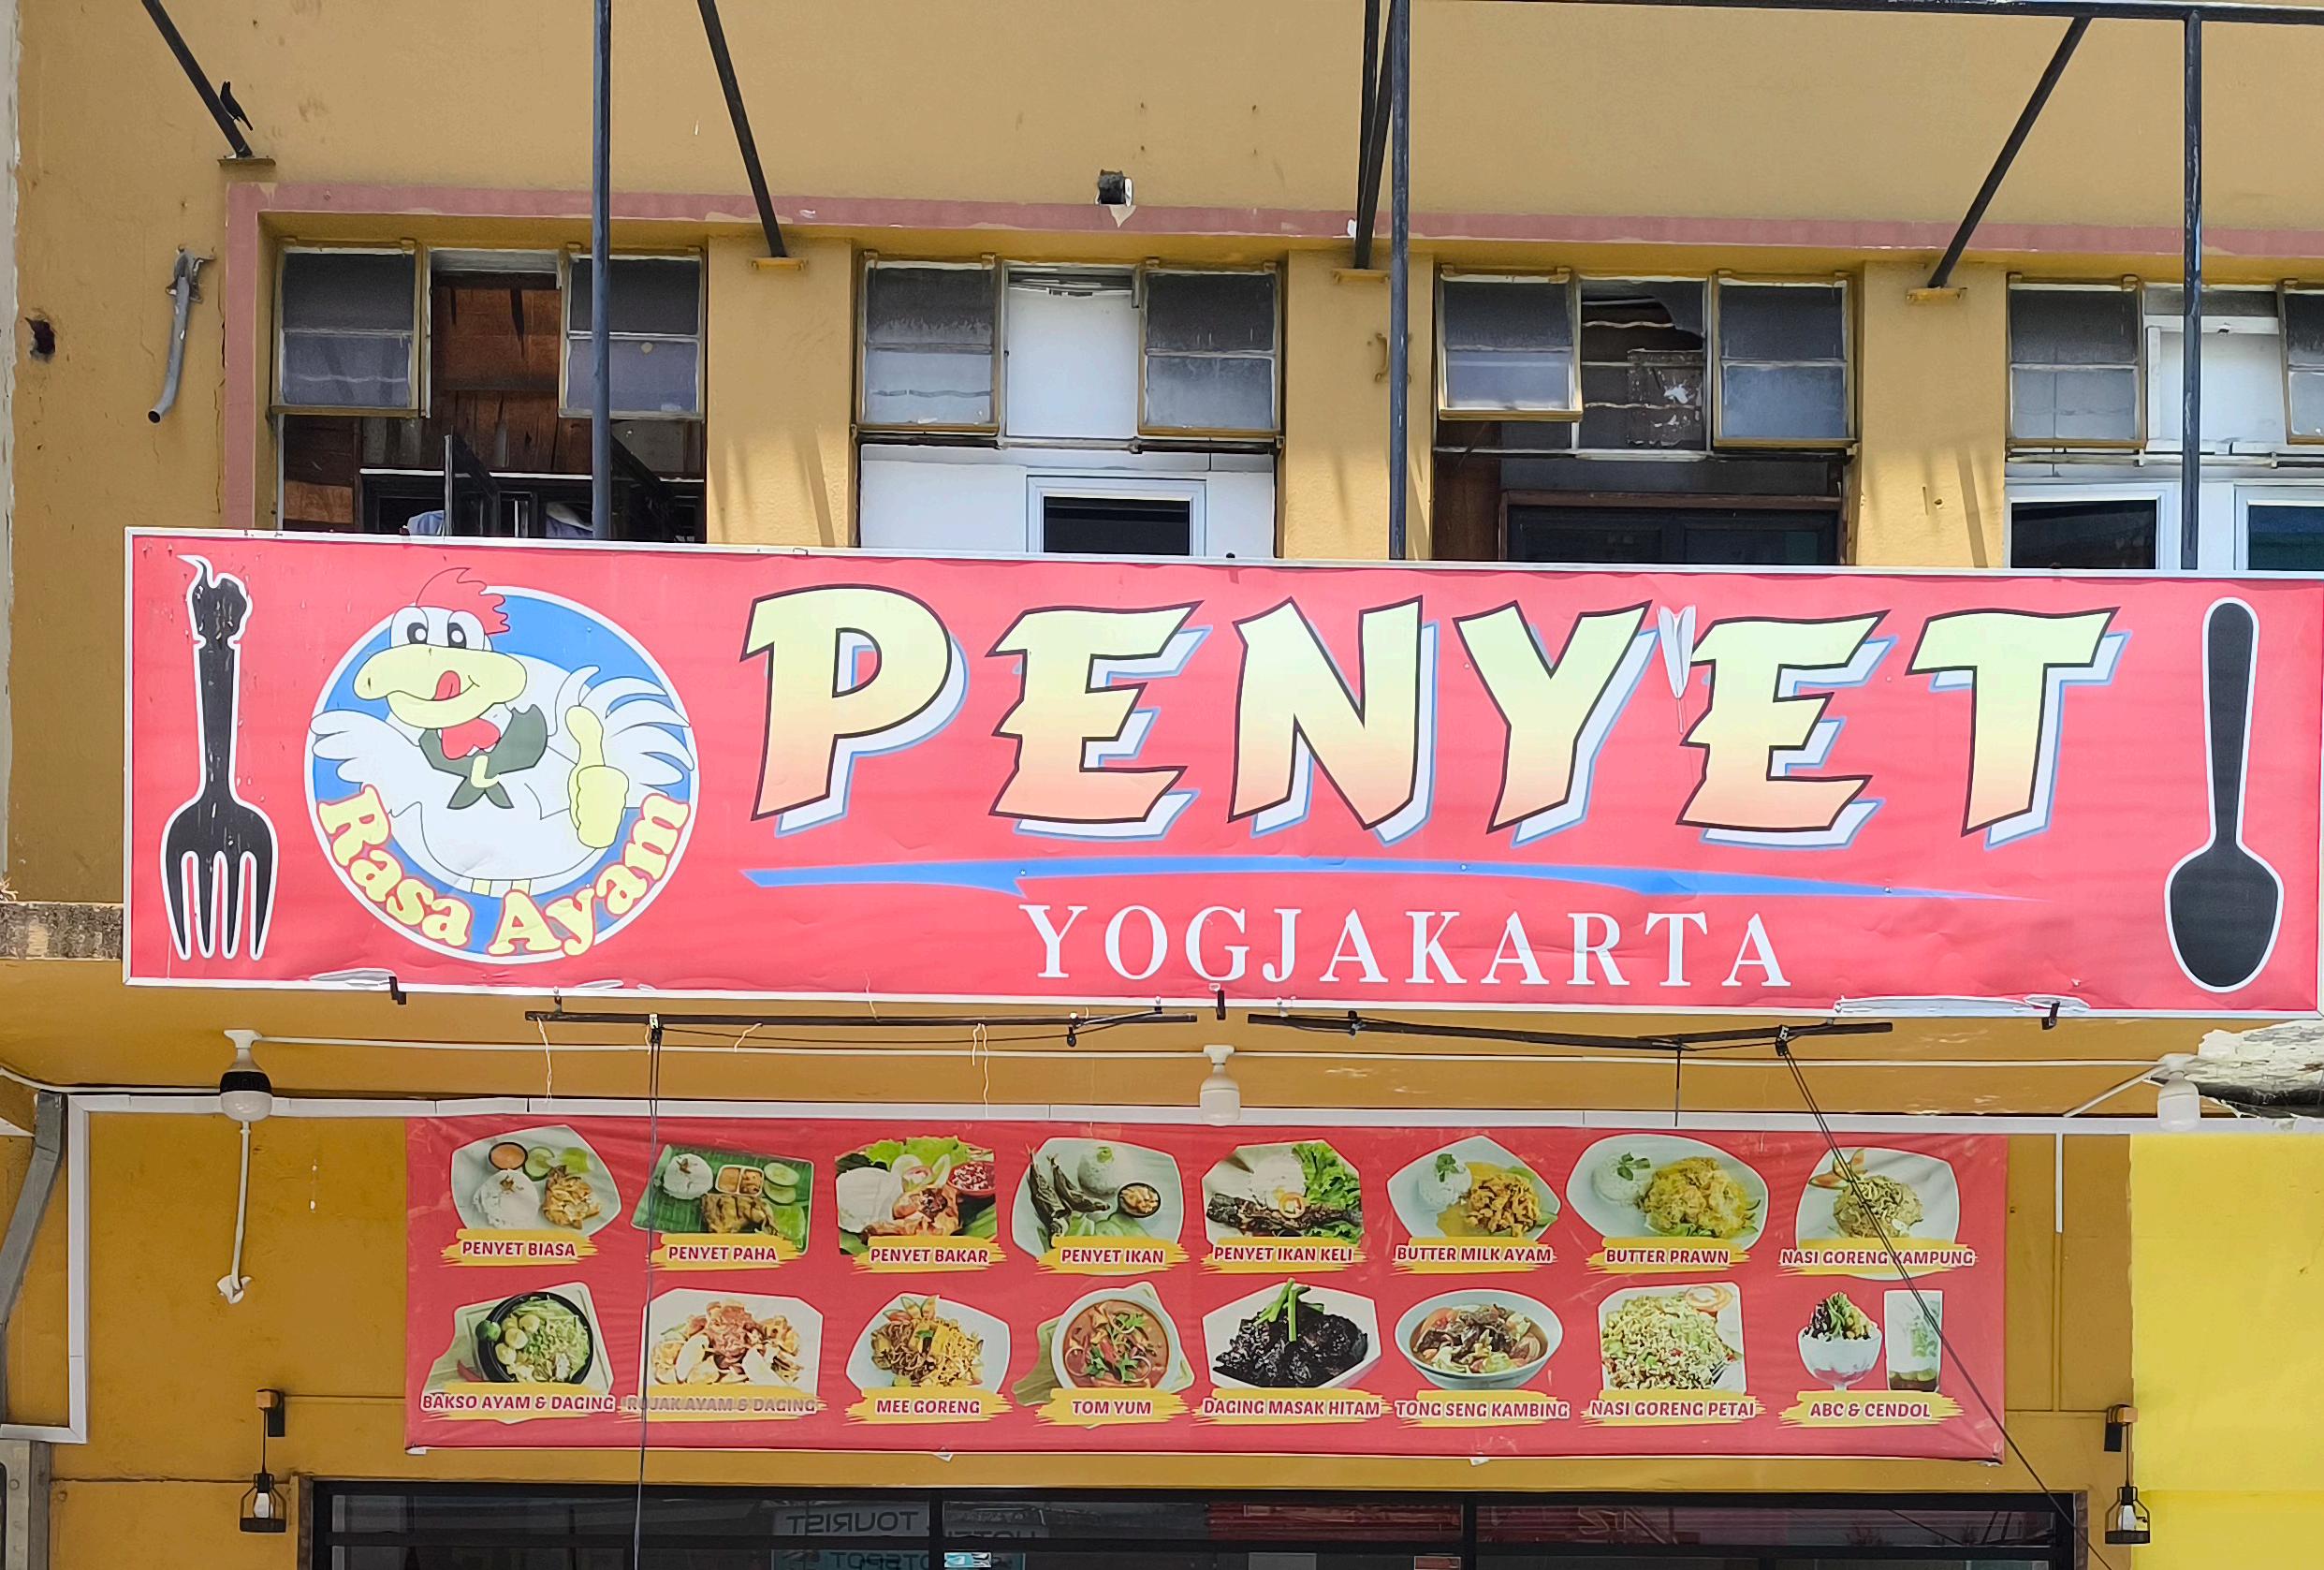 Rasa Ayam
PENYET
YOGJAKARTA
PENYET BIASA
PENYET PAHA
PENYET BAKAR
PENYET IKAN
PENYET IKAN KELI
BUTTER MILK AYAM
BUTTER PRAWN
NASI GORENG KAMPUNG
BAKSO AYAM & DAGING
ROJAK AYAM & DAGING
MEE GORENG
TOM YUM
DAGING MASAK HITAM
TONG SENG KAMBING
NASI GORENG PETAI
ABC & CENDOL
TOURIST